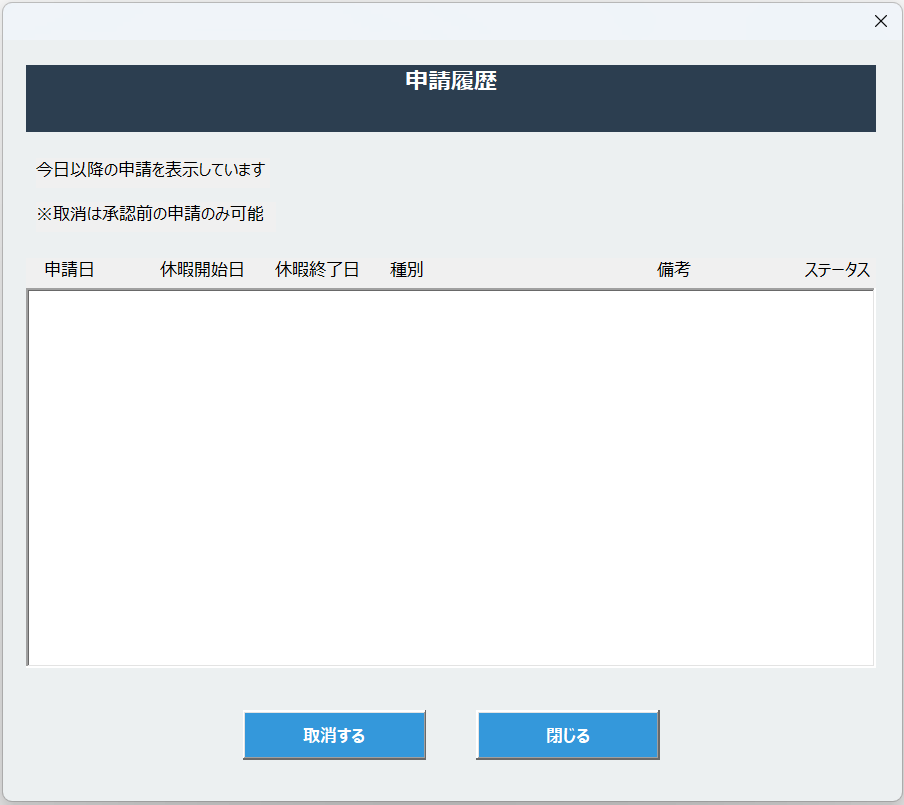 申請履歴
今日以降の申請を表示しています
※取消は承認前の申請のみ可能
申請日 休暇開始日 休暇終了日 種別 備考 ステータス
取消する 閉じる